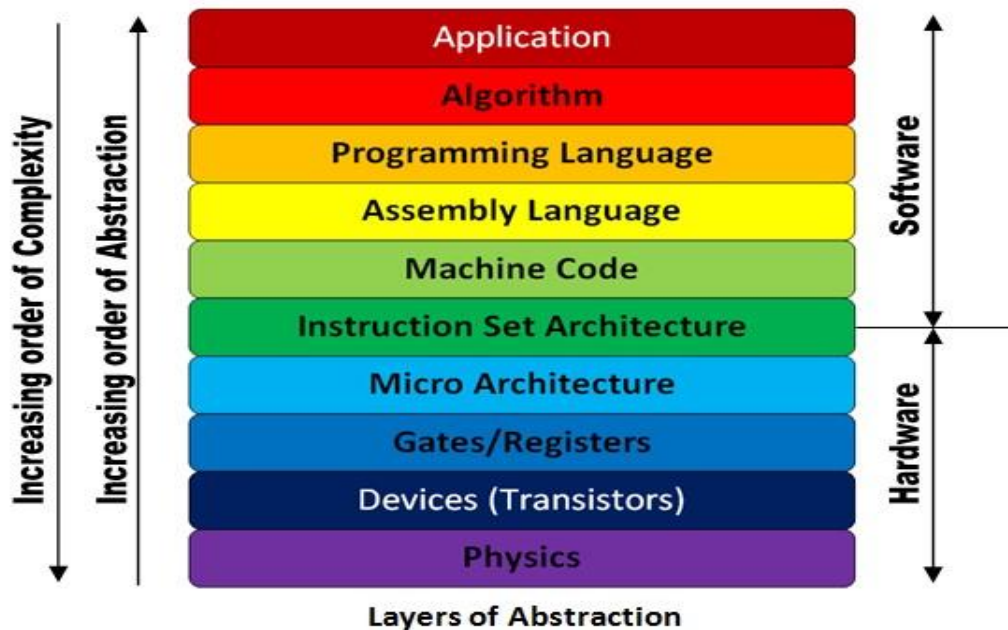 Increasing order of Complexity
Increasing order of Abstraction
Application
Algorithm
Programming Language
Assembly Language
Machine Code
Instruction Set Architecture
Micro Architecture
Gates/Registers
Devices (Transistors)
Physics
Software
Hardware
Layers of Abstraction